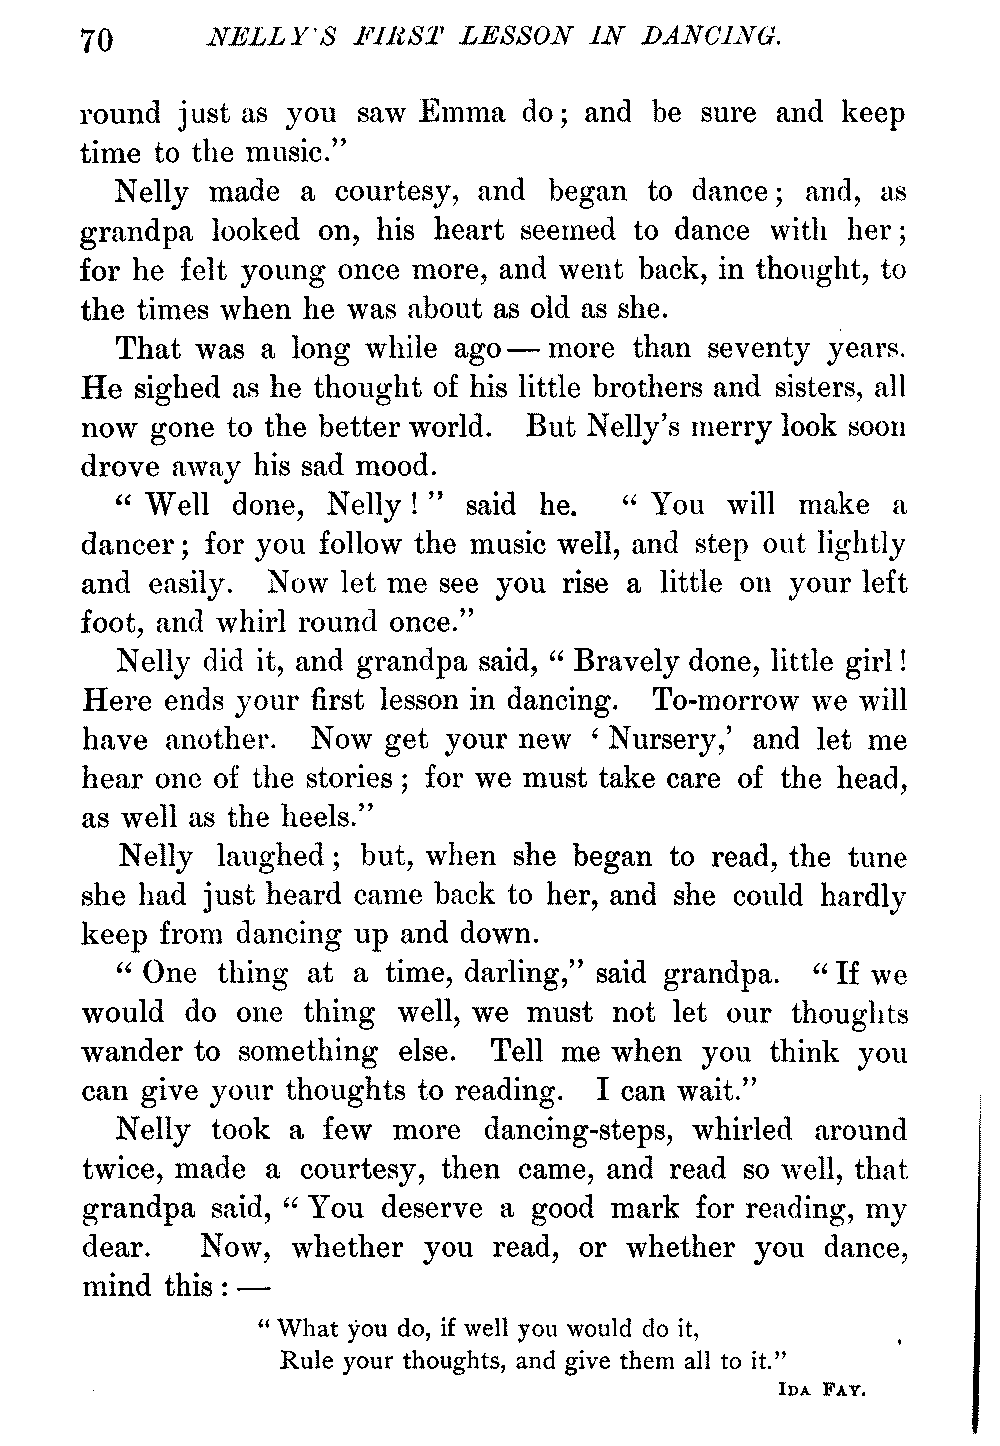 70 NELLY'S FIRST LESSON IN DANCING.
round just as you saw Emma do; and be sure and keep
time to the music."
Nelly made a courtesy, and began to dance; and, as
grandpa looked on, his heart seemed to dance with her;
for he felt young once more, and went back, in thought, to
the times when he was about as old as she.
That was a long while ago — more than seventy years.
He sighed as he thought of his little brothers and sisters, all
now gone to the better world. But Nelly's merry look soon
drove away his sad mood.
"Well done, Nelly!" said he. "You will make a
dancer; for you follow the music well, and step out lightly
and easily. Now let me see you rise a little on your left
foot, and whirl round once."
Nelly did it, and grandpa said, "Bravely done, little girl!
Here ends your first lesson in dancing. To-morrow we will
have another. Now get your new 'Nursery,' and let me
hear one of the stories; for we must take care of the head,
as well as the heels."
Nelly laughed; but, when she began to read, the tune
she had just heard came back to her, and she could hardly
keep from dancing up and down.
"One thing at a time, darling," said grandpa. "If we
would do one thing well, we must not let our thoughts
wander to something else. Tell me when you think you
can give your thoughts to reading. I can wait."
Nelly took a few more dancing-steps, whirled around
twice, made a courtesy, then came, and read so well, that
grandpa said, "You deserve a good mark for reading, my
dear. Now, whether you read, or whether you dance,
mind this: —
"What you do, if well you would do it,
Rule your thoughts, and give them all to it."
IDA FAY.